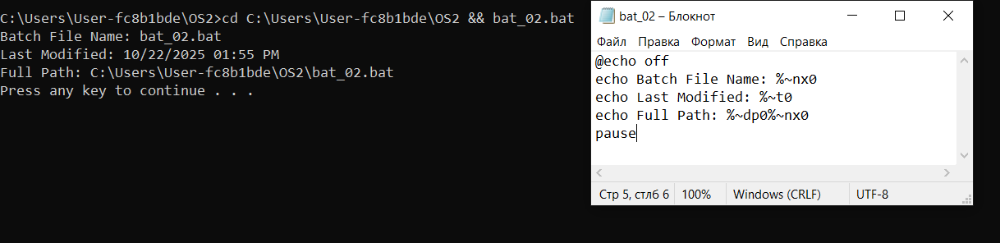 C:\Users\User-fc8b1bde\OS2>cd C:\Users\User-fc8b1bde\OS2 && bat_02.bat
Batch File Name: bat_02.bat
Last Modified: 10/22/2025 01:55 PM
Full Path: C:\Users\User-fc8b1bde\OS2\bat_02.bat
Press any key to continue . . .
bat_02 – Блокнот
Файл Правка Формат Вид Справка
@echo off
echo Batch File Name: %~nx0
echo Last Modified: %~t0
echo Full Path: %~dp0%~nx0
pause
Стр 5, стлб 6 100% Windows (CRLF) UTF-8